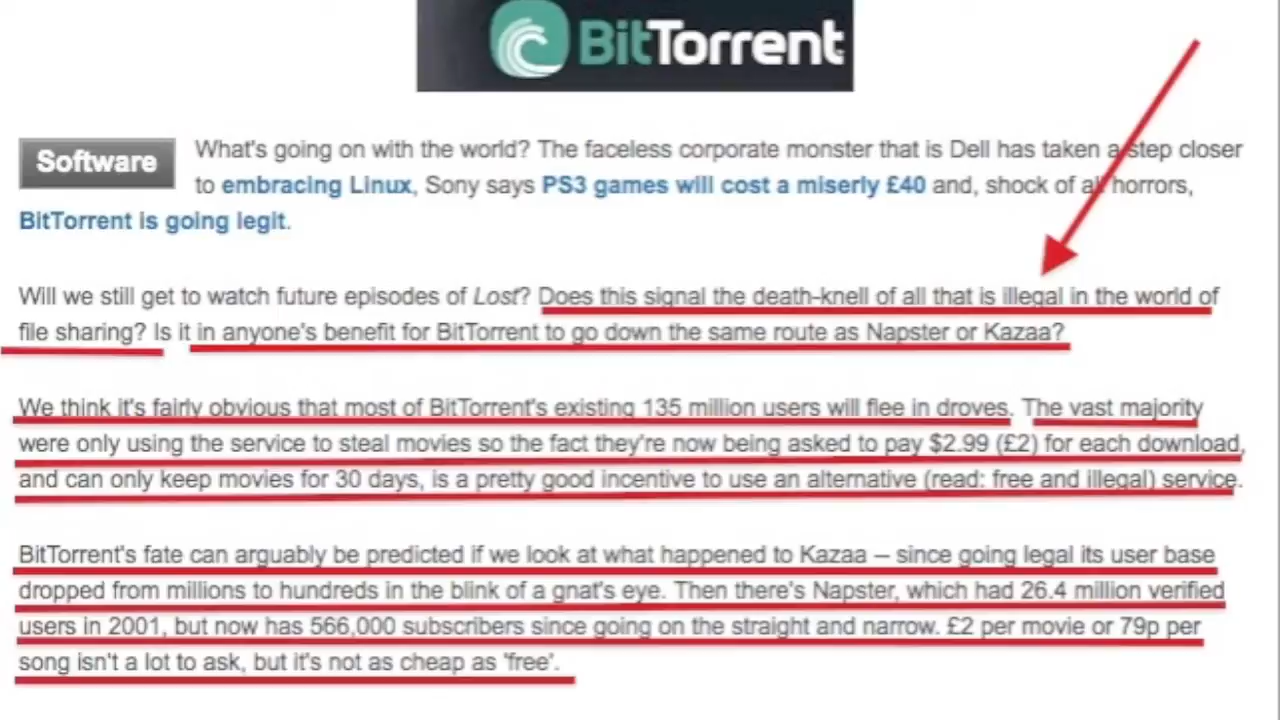 BitTorrent
Software
What's going on with the world? The faceless corporate monster that is Dell has taken a step closer
to embracing Linux, Sony says PS3 games will cost a miserly £40 and, shock of all horrors,
BitTorrent is going legit.
Will we still get to watch future episodes of Lost? Does this signal the death-knell of all that is illegal in the world of
file sharing? Is it in anyone's benefit for BitTorrent to go down the same route as Napster or Kazaa?
We think it's fairly obvious that most of BitTorrent's existing 135 million users will flee in droves. The vast majority
were only using the service to steal movies so the fact they're now being asked to pay $2.99 (£2) for each download,
and can only keep movies for 30 days, is a pretty good incentive to use an alternative (read: free and illegal) service.
BitTorrent's fate can arguably be predicted if we look at what happened to Kazaa – since going legal its user base
dropped from millions to hundreds in the blink of a gnat's eye. Then there's Napster, which had 26.4 million verified
users in 2001, but now has 566,000 subscribers since going on the straight and narrow. £2 per movie or 79p per
song isn't a lot to ask, but it's not as cheap as 'free'.